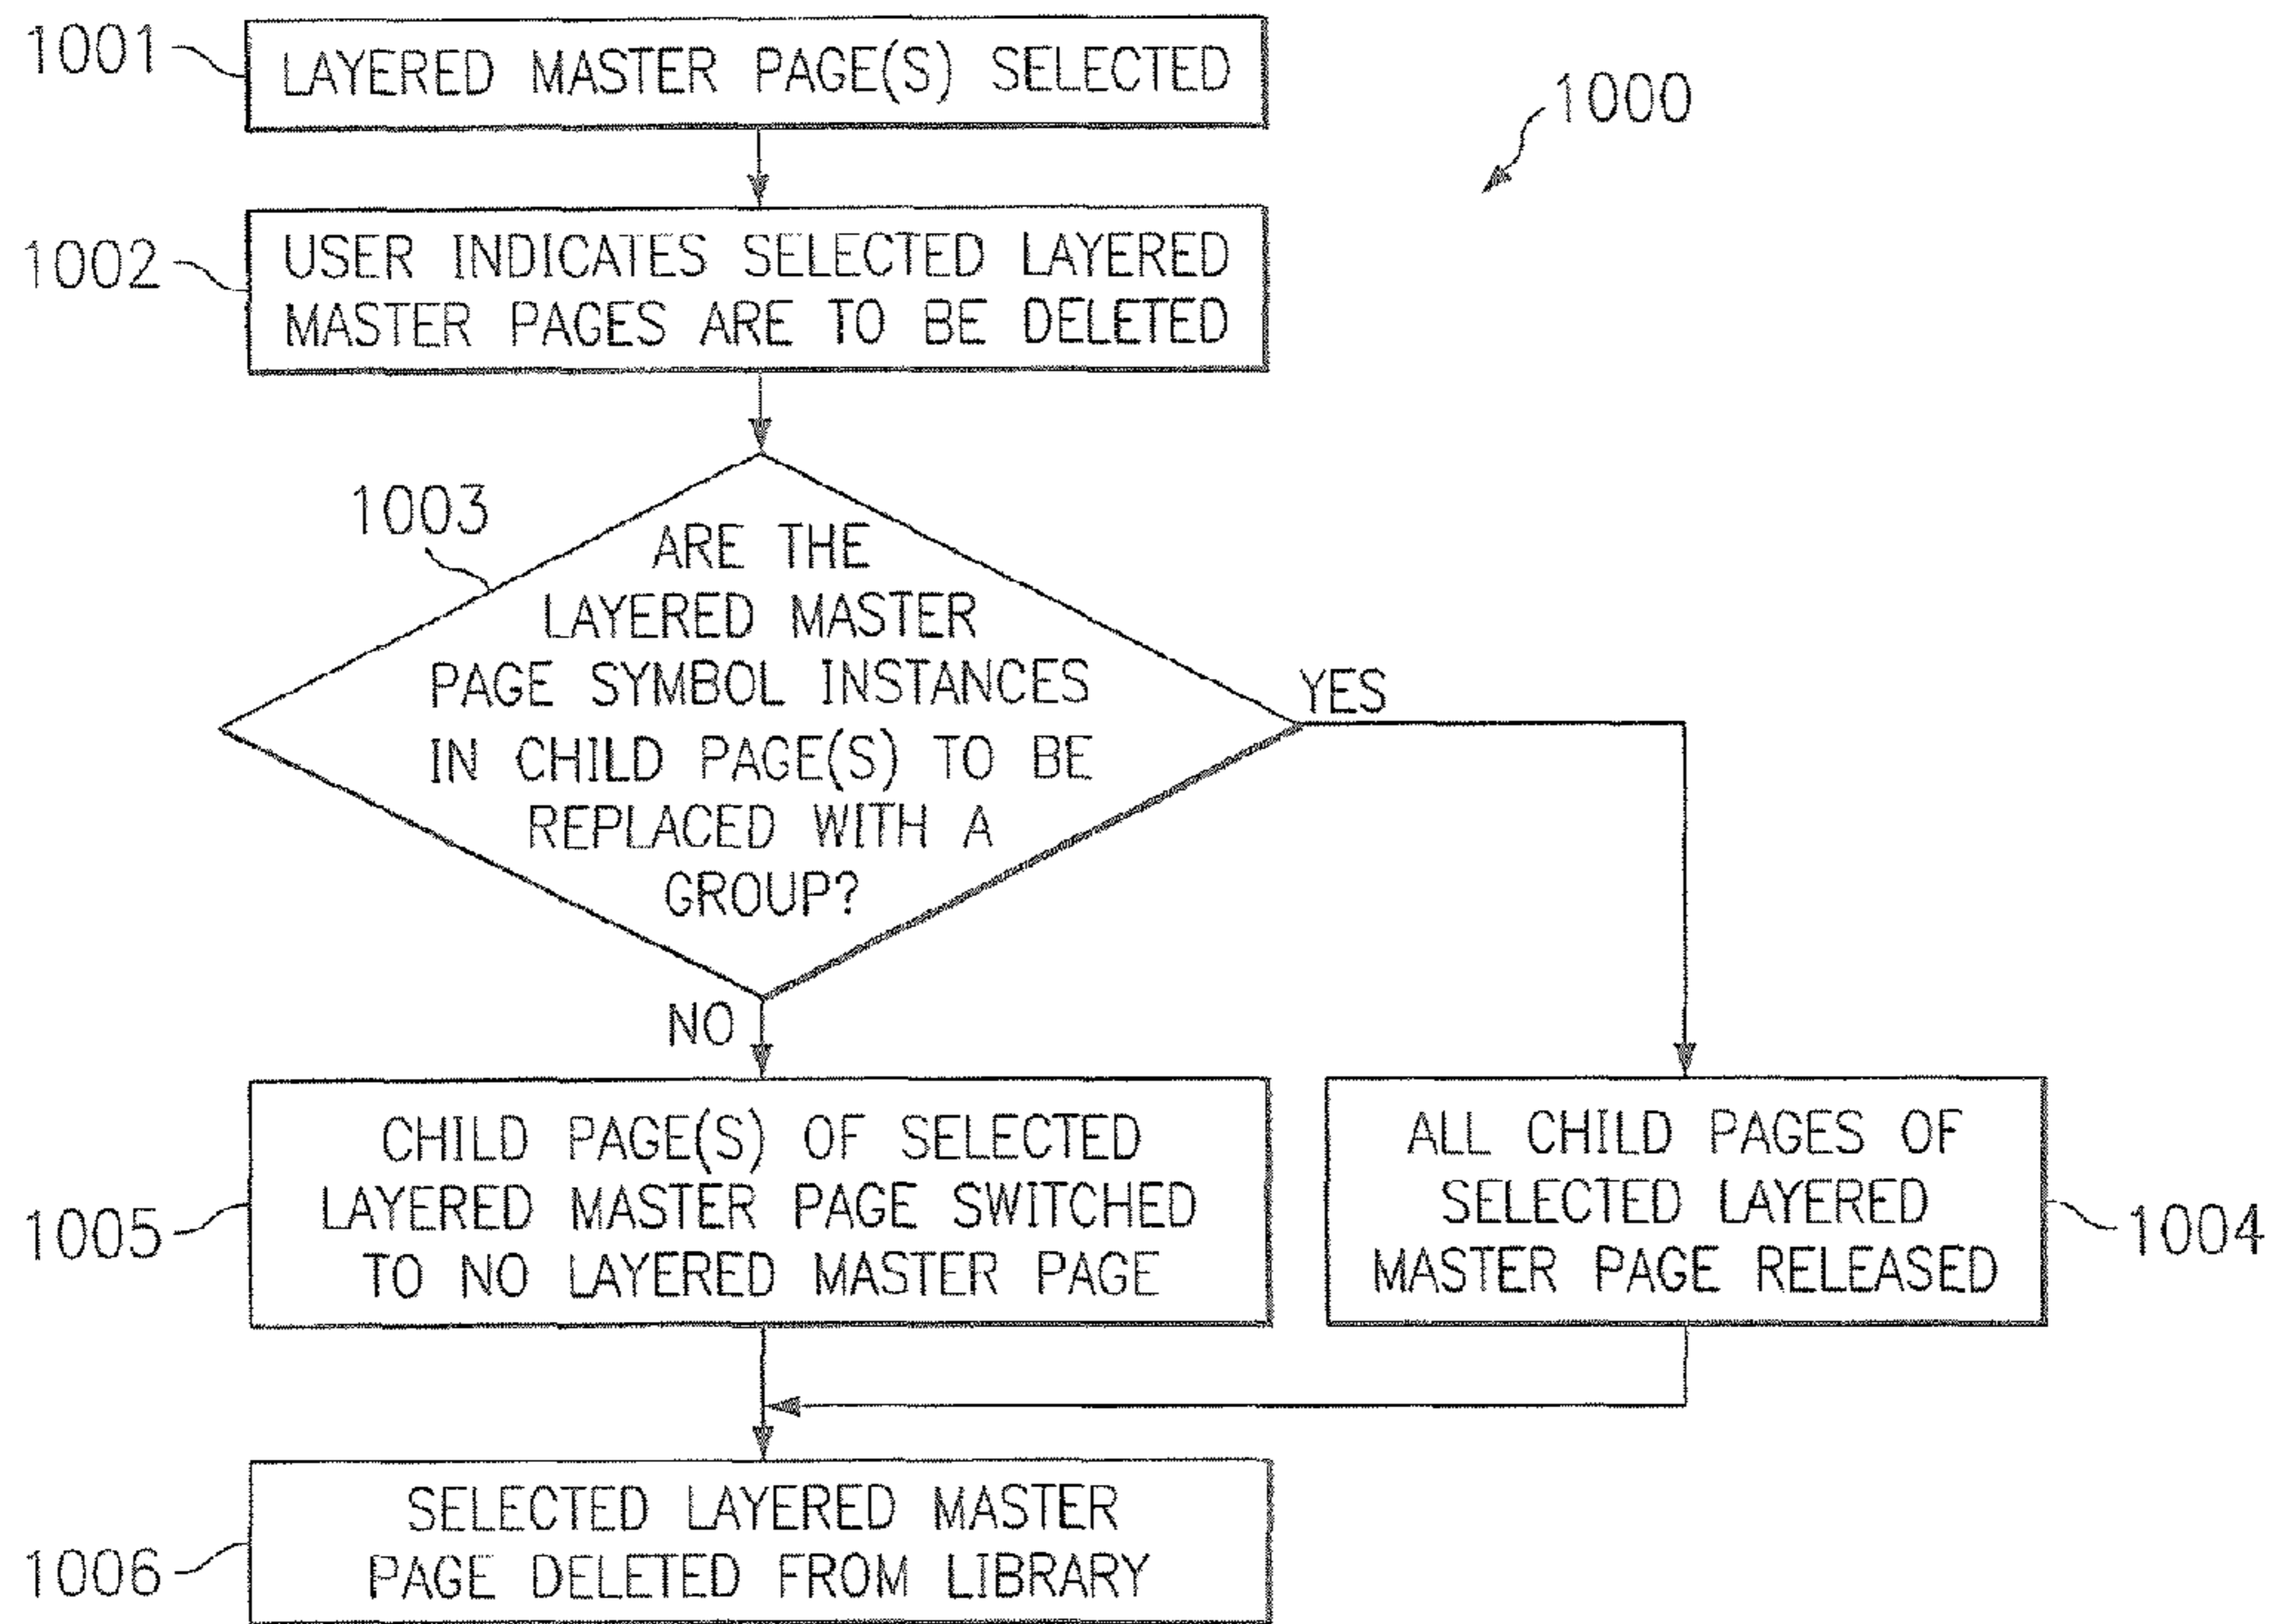 1001
LAYERED MASTER PAGE(S) SELECTED
1000
1002
USER INDICATES SELECTED LAYERED
MASTER PAGES ARE TO BE DELETED
1003
ARE THE
LAYERED MASTER
PAGE SYMBOL INSTANCES
IN CHILD PAGE(S) TO BE
REPLACED WITH A
GROUP?
YES
NO
1005
CHILD PAGE(S) OF SELECTED
LAYERED MASTER PAGE SWITCHED
TO NO LAYERED MASTER PAGE
ALL CHILD PAGES OF
SELECTED LAYERED
MASTER PAGE RELEASED
1004
1006
SELECTED LAYERED MASTER
PAGE DELETED FROM LIBRARY